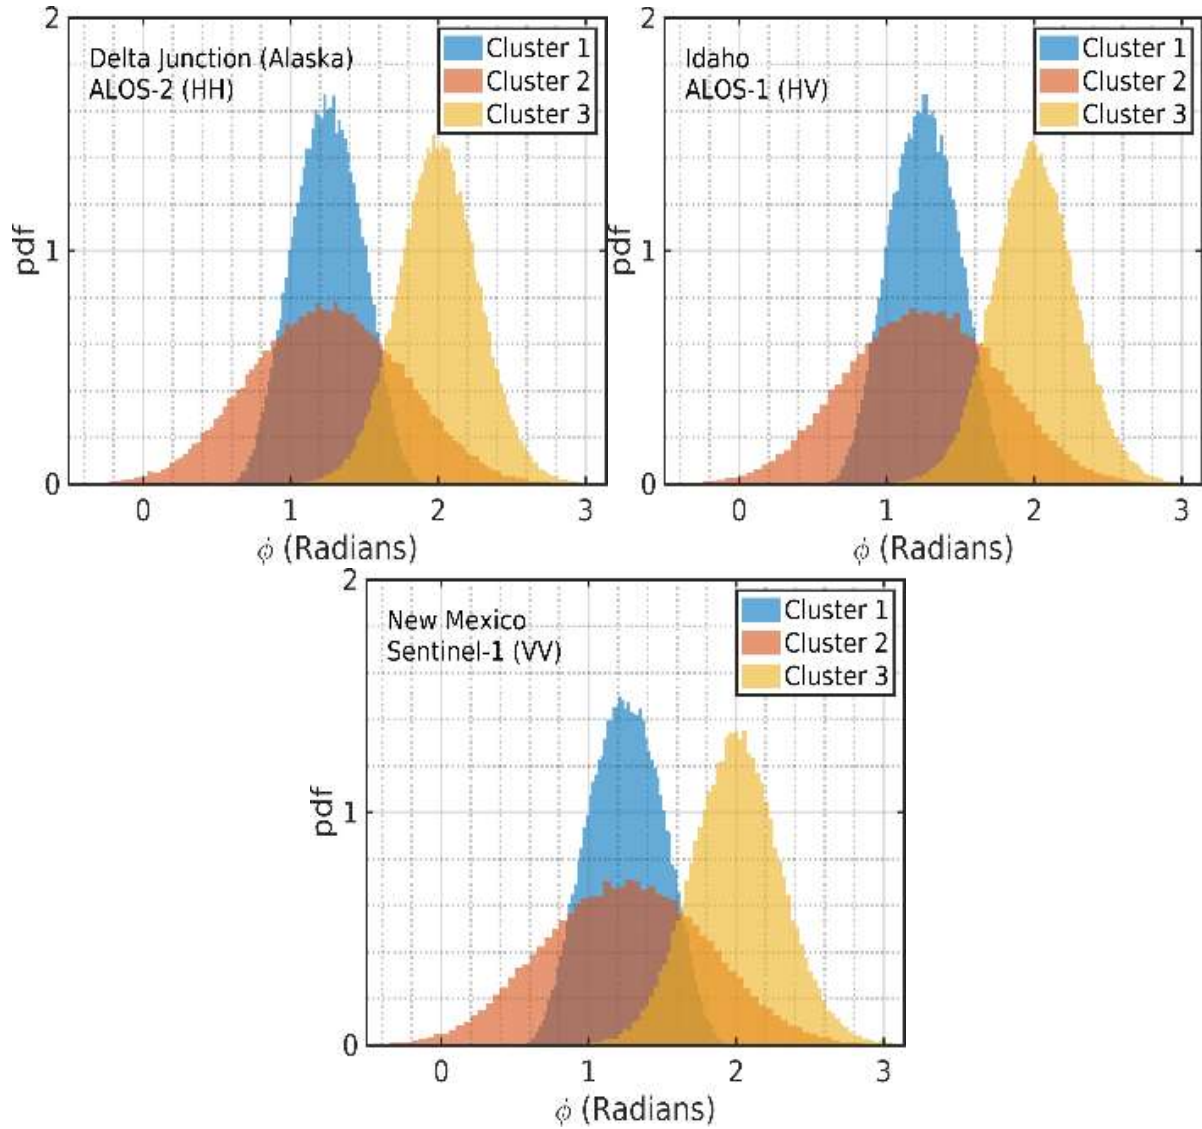 2
Delta Junction (Alaska)
ALOS-2 (HH)
Cluster 1
Cluster 2
Cluster 3
pdf
1
0
0 1 2 3
ϕ (Radians)
2
Idaho
ALOS-1 (HV)
Cluster 1
Cluster 2
Cluster 3
pdf
1
0
0 1 2 3
ϕ (Radians)
2
New Mexico
Sentinel-1 (VV)
Cluster 1
Cluster 2
Cluster 3
pdf
1
0
0 1 2 3
ϕ (Radians)